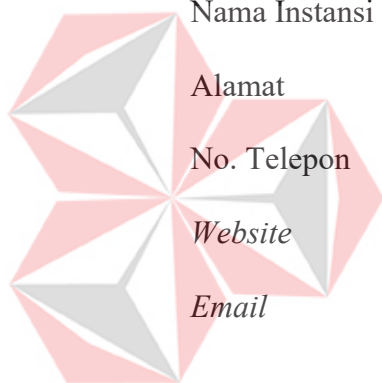 Nama Instansi
Alamat
No. Telepon
Website
Email